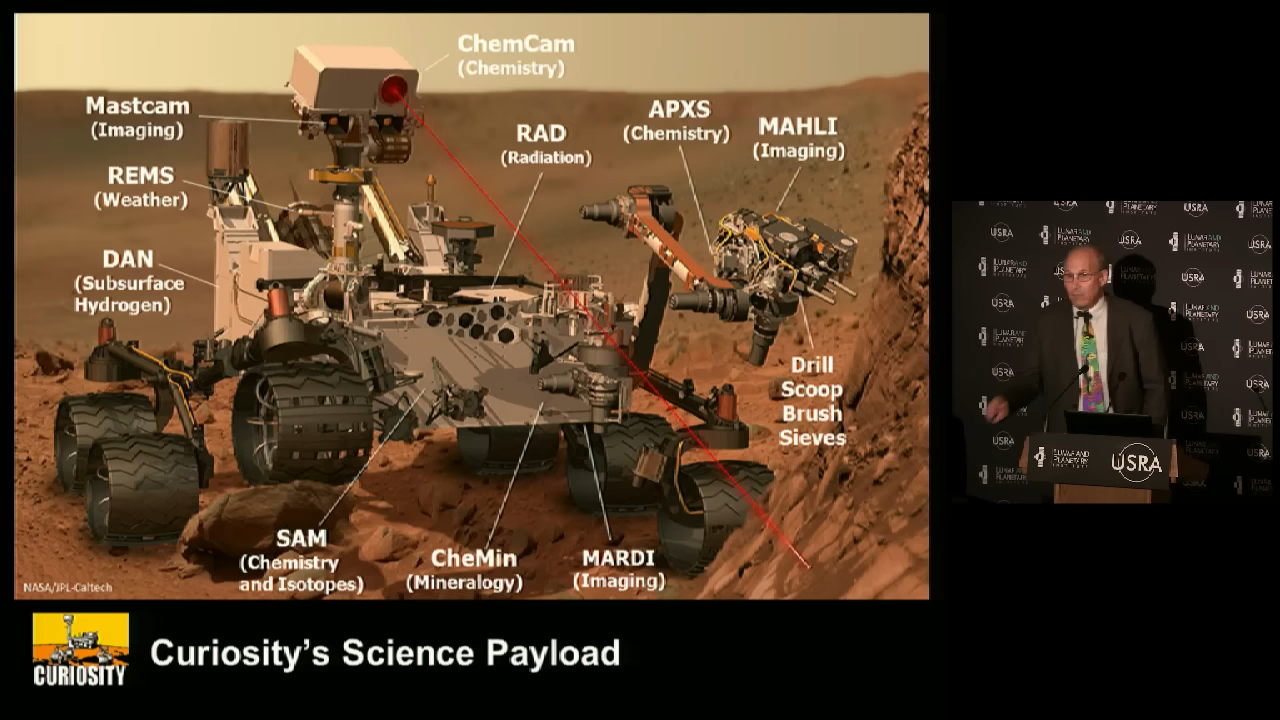 ChemCam
(Chemistry)
Mastcam
(Imaging)
APXS
(Chemistry)
MAHLI
(Imaging)
RAD
(Radiation)
REMS
(Weather)
DAN
(Subsurface
Hydrogen)
Drill
Scoop
Brush
Sieves
SAM
(Chemistry
and Isotopes)
CheMin
(Mineralogy)
MARDI
(Imaging)
NASA/JPL-Caltech
CURIOSITY
Curiosity's Science Payload
USRA
LUNAR AND
PLANETARY
INSTITUTE
USRA